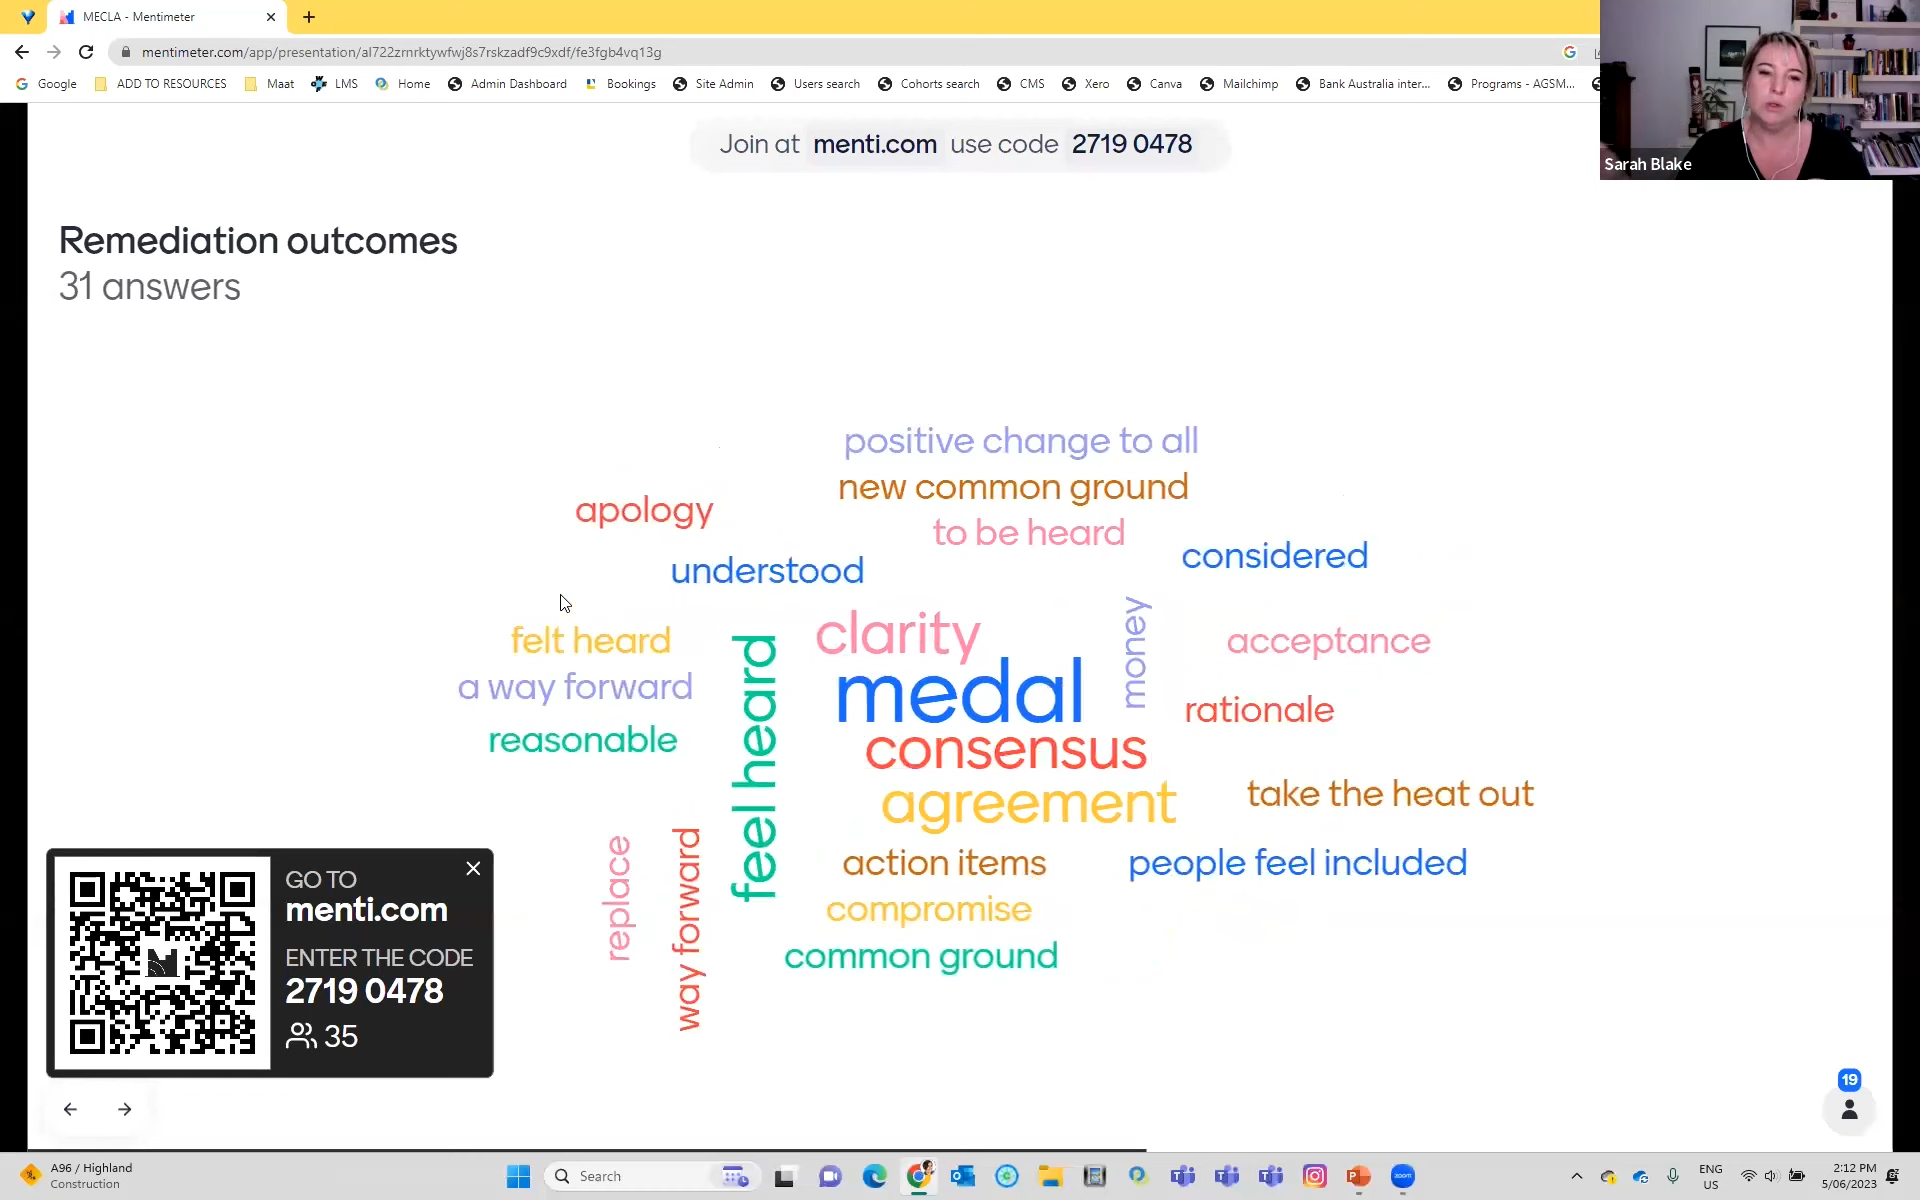 MECLA - Mentimeter
mentimeter.com/app/presentation/al722zrnrktywfwj8s7rskzadf9c9xdf/fe3fgb4vq13g
Google ADD TO RESOURCES Maat LMS Home Admin Dashboard Bookings Site Admin Users search Cohorts search CMS Xero Canva Mailchimp Bank Australia inter... Programs - AGSM...
Sarah Blake
Join at menti.com use code 2719 0478
Remediation outcomes
31 answers
positive change to all
new common ground
apology
to be heard
considered
understood
clarity
money
felt heard
acceptance
feel heard
medal
a way forward
rationale
reasonable
consensus
agreement
take the heat out
replace
way forward
action items
people feel included
compromise
common ground
GO TO
menti.com
ENTER THE CODE
2719 0478
35
19
A96 / Highland
Construction
Search
zoom
ENG
US
2:12 PM
5/06/2023